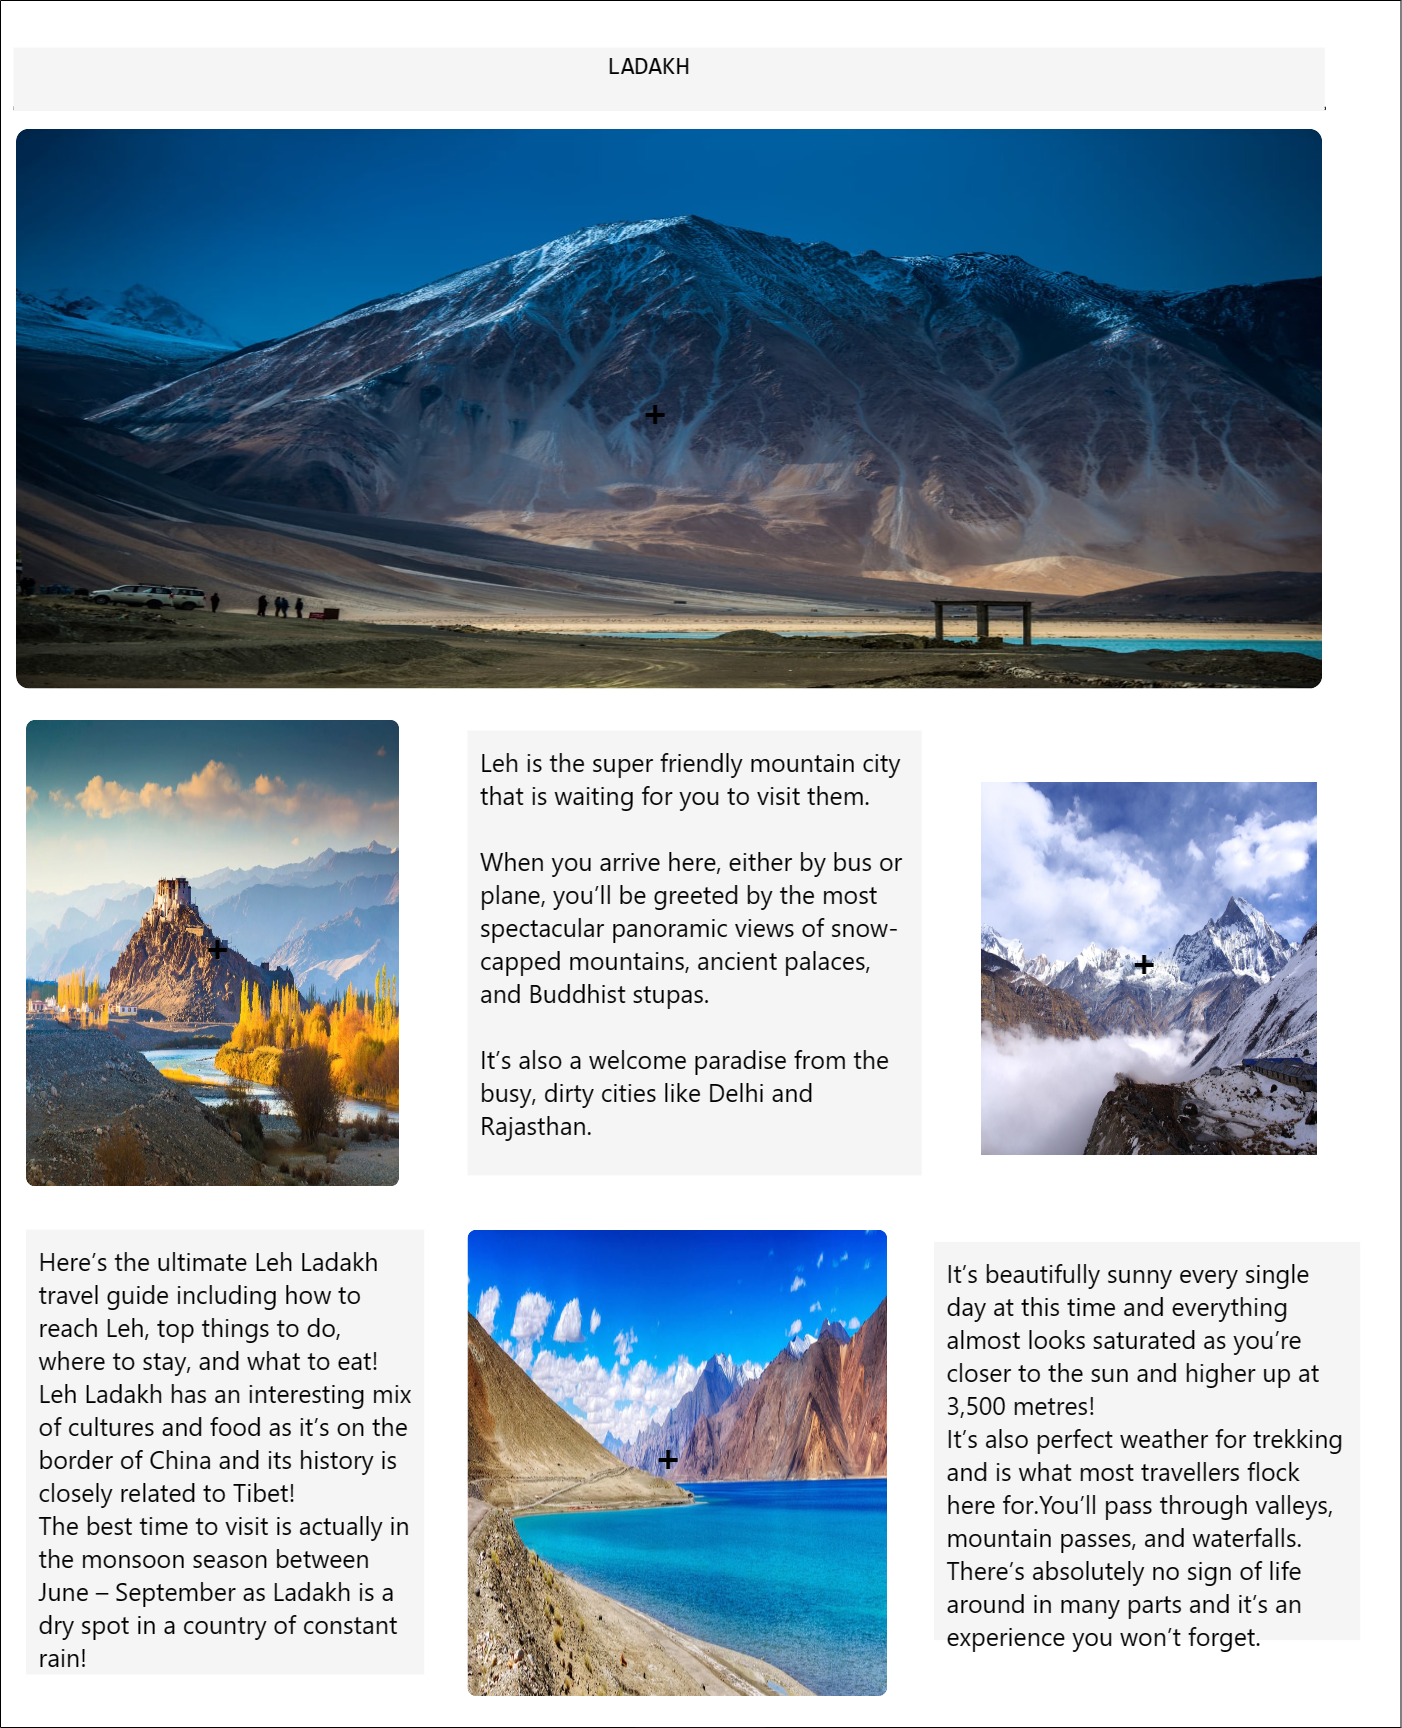 LADAKH
Leh is the super friendly mountain city
that is waiting for you to visit them.
When you arrive here, either by bus or
plane, you’ll be greeted by the most
spectacular panoramic views of snow-
capped mountains, ancient palaces,
and Buddhist stupas.
It’s also a welcome paradise from the
busy, dirty cities like Delhi and
Rajasthan.
Here’s the ultimate Leh Ladakh
travel guide including how to
reach Leh, top things to do,
where to stay, and what to eat!
Leh Ladakh has an interesting mix
of cultures and food as it’s on the
border of China and its history is
closely related to Tibet!
The best time to visit is actually in
the monsoon season between
June – September as Ladakh is a
dry spot in a country of constant
rain!
It’s beautifully sunny every single
day at this time and everything
almost looks saturated as you’re
closer to the sun and higher up at
3,500 metres!
It’s also perfect weather for trekking
and is what most travellers flock
here for.You’ll pass through valleys,
mountain passes, and waterfalls.
There’s absolutely no sign of life
around in many parts and it’s an
experience you won’t forget.